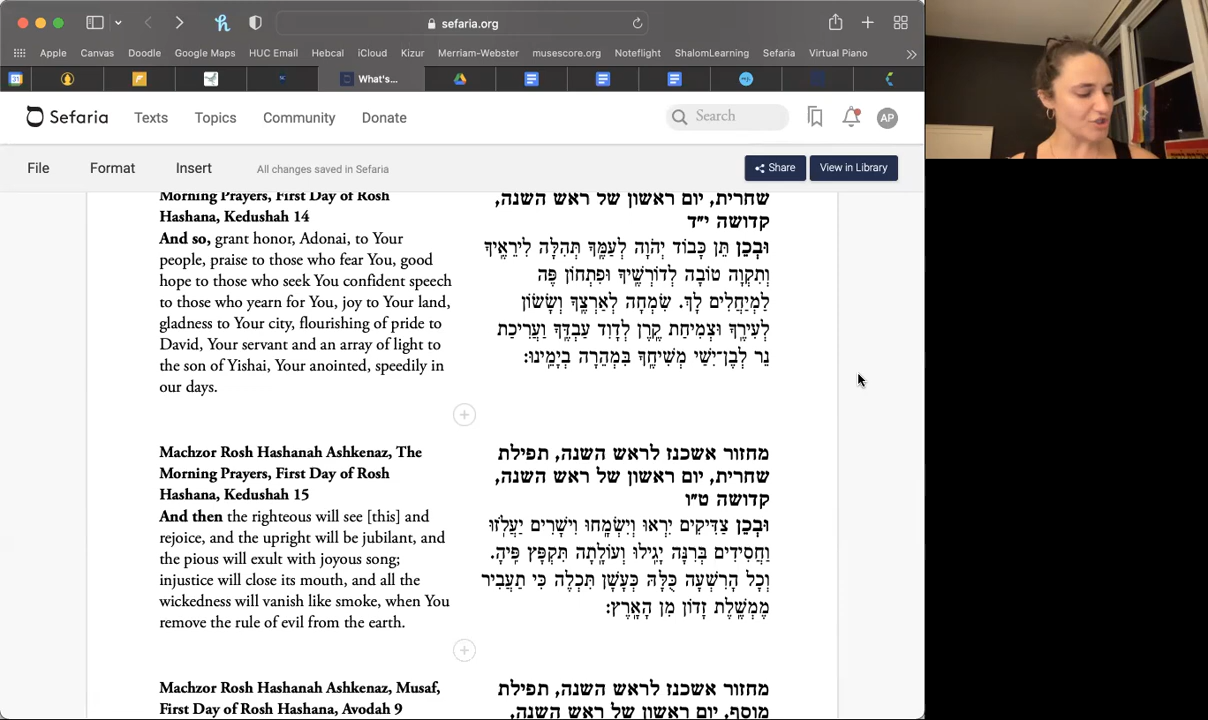 sefaria.org
Apple Canvas Doodle Google Maps HUC Email Hebcal iCloud Kizur Merriam-Webster musescore.org Noteflight ShalomLearning Sefaria Virtual Piano
31 What's...
Sefaria Texts Topics Community Donate Search AP
File Format Insert All changes saved in Sefaria Share View in Library
Morning Prayers, First Day of Rosh
Hashana, Kedushah 14
And so, grant honor, Adonai, to Your
people, praise to those who fear You, good
hope to those who seek You confident speech
to those who yearn for You, joy to Your land,
gladness to Your city, flourishing of pride to
David, Your servant and an array of light to
the son of Yishai, Your anointed, speedily in
our days.
שחרית, יום ראשון של ראש השנה,
קדושה י״ד
וּבְכֵן תֵּן כָּבוֹד יְהֹוָה לְעַמֶּֽךָ תְּהִלָּה לִירֵאֶֽיךָ
וְתִקְוָה טוֹבָה לְדוֹרְשֶֽׁיךָ וּפִתְחוֹן פֶּה
לַמְיַחֲלִים לָךְ. שִׂמְחָה לְאַרְצֶֽךָ וְשָׂשׂוֹן
לְעִירֶֽךָ וּצְמִיחַת קֶֽרֶן לְדָוִד עַבְדֶּֽךָ וַעֲרִיכַת
נֵר לְבֶן־יִשַׁי מְשִׁיחֶֽךָ בִּמְהֵרָה בְיָמֵֽינוּ:
Machzor Rosh Hashanah Ashkenaz, The
Morning Prayers, First Day of Rosh
Hashana, Kedushah 15
And then the righteous will see [this] and
rejoice, and the upright will be jubilant, and
the pious will exult with joyous song;
injustice will close its mouth, and all the
wickedness will vanish like smoke, when You
remove the rule of evil from the earth.
מחזור אשכנז לראש השנה, תפילת
שחרית, יום ראשון של ראש השנה,
קדושה ט״ו
וּבְכֵן צַדִּיקִים יִרְאוּ וְיִשְׂמָֽחוּ וִישָׁרִים יַעֲלֹֽזוּ
וַחֲסִידִים בְּרִנָּה יָגִֽילוּ וְעוֹלָֽתָה תִּקְפָּץ פִּֽיהָ.
וְכָל הָרִשְׁעָה כֻּלָּהּ כְּעָשָׁן תִּכְלֶה כִּי תַעֲבִיר
מֶמְשֶֽׁלֶת זָדוֹן מִן הָאָֽרֶץ:
Machzor Rosh Hashanah Ashkenaz, Musaf,
First Day of Rosh Hashana, Avodah 9
מחזור אשכנז לראש השנה, תפילת
מוסף, יום ראשון של ראש השנה,